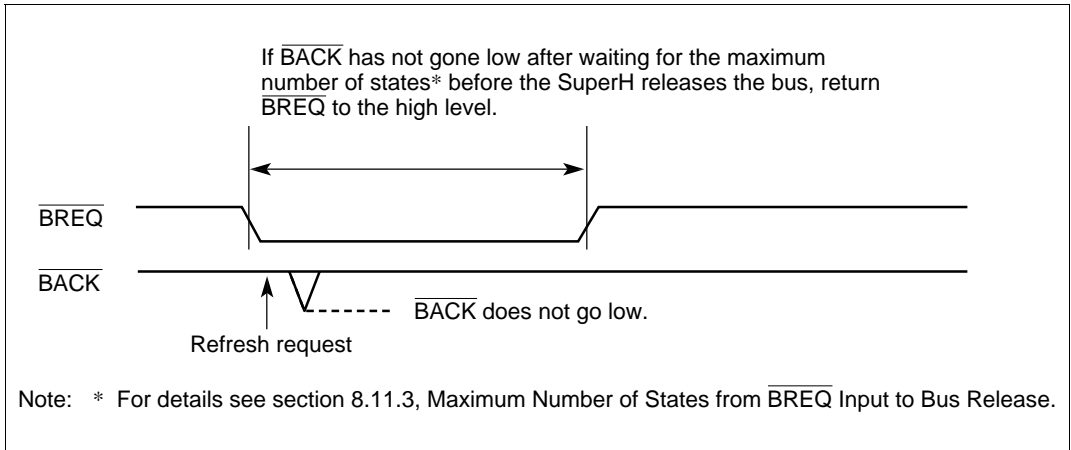 If BACK has not gone low after waiting for the maximum
number of states* before the SuperH releases the bus, return
BREQ to the high level.
BREQ
BACK
BACK does not go low.
Refresh request
Note: * For details see section 8.11.3, Maximum Number of States from BREQ Input to Bus Release.